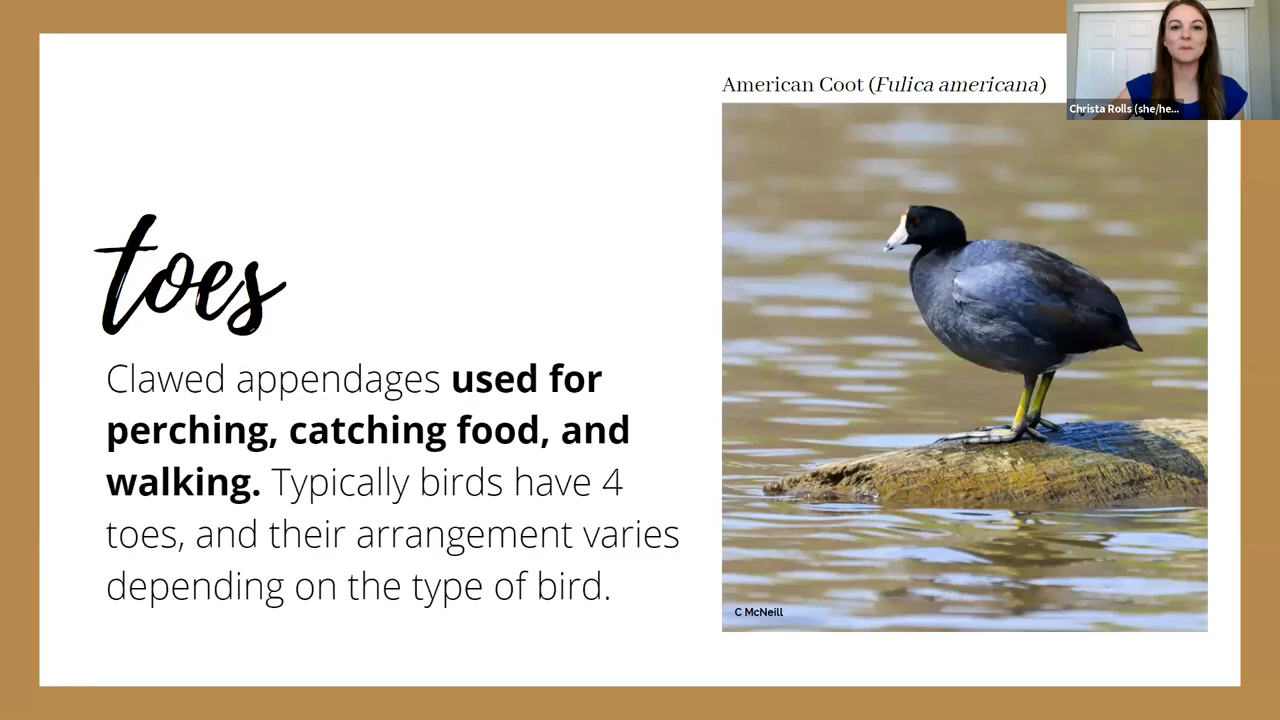 American Coot (Fulica americana)
Christa Rolls (she/he...
toes
Clawed appendages used for
perching, catching food, and
walking. Typically birds have 4
toes, and their arrangement varies
depending on the type of bird.
C McNeill